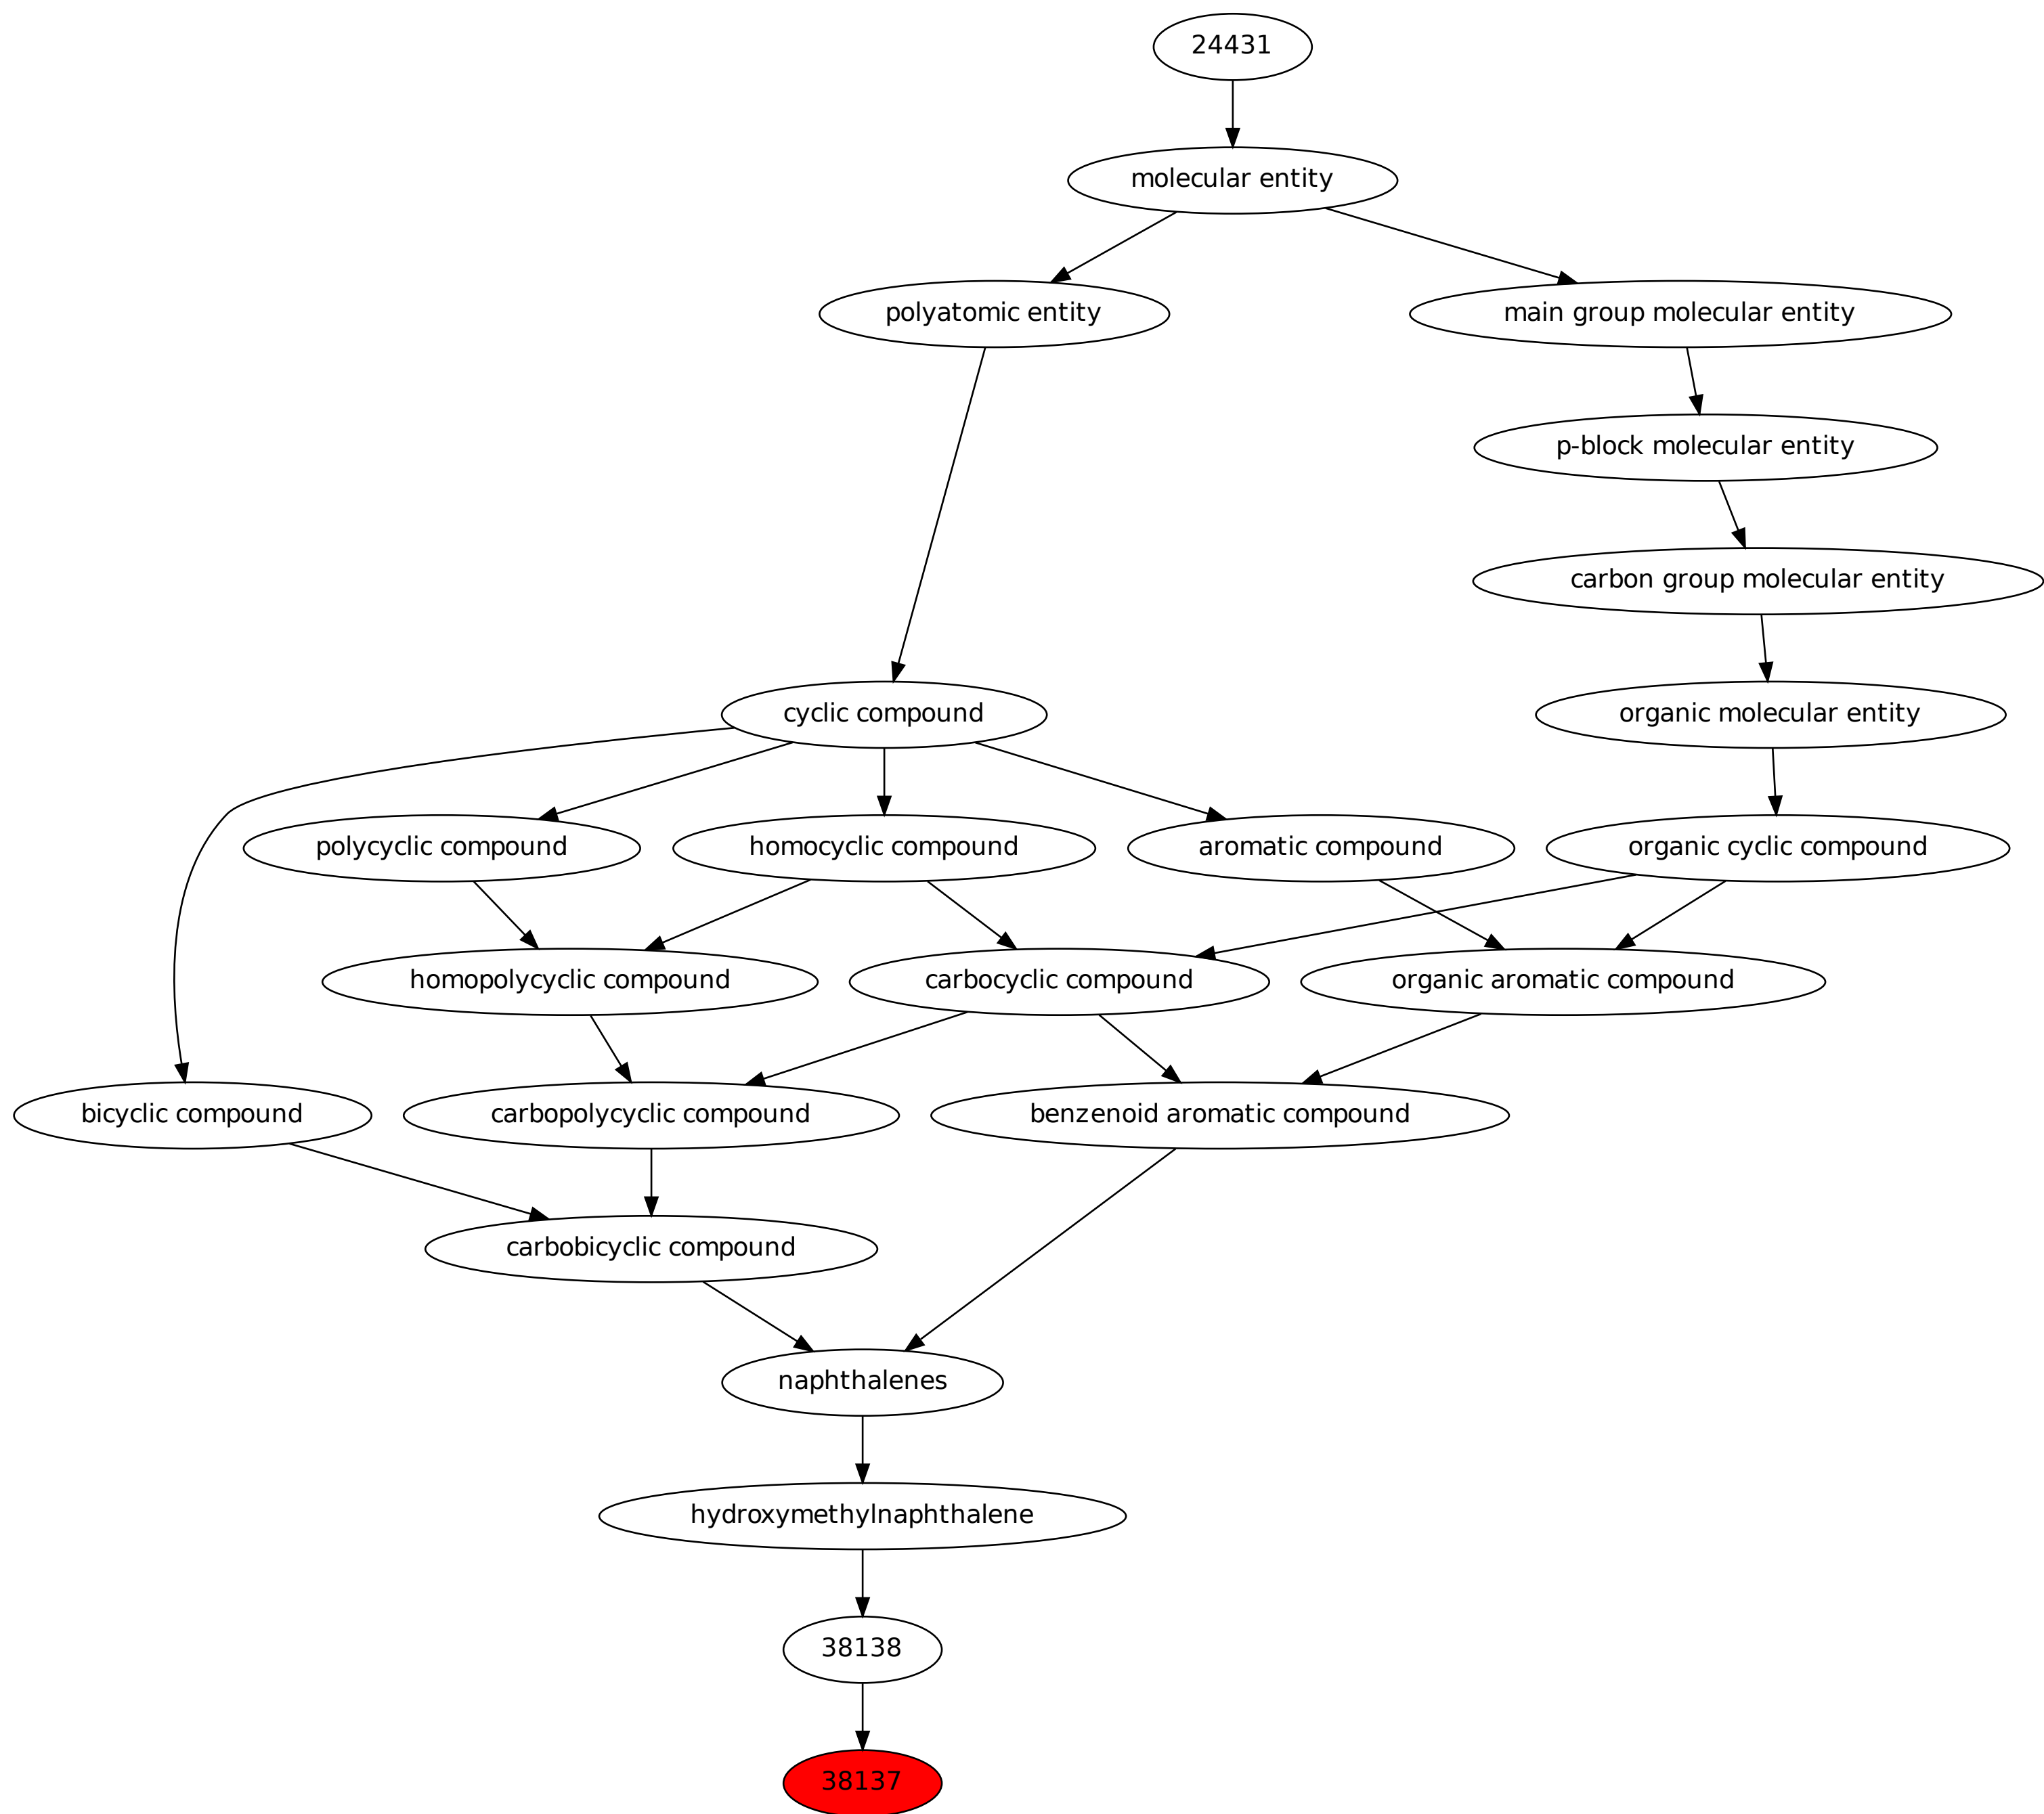 24431
molecular entity
polyatomic entity
main group molecular entity
p-block molecular entity
carbon group molecular entity
cyclic compound
organic molecular entity
polycyclic compound
homocyclic compound
aromatic compound
organic cyclic compound
homopolycyclic compound
carbocyclic compound
organic aromatic compound
bicyclic compound
carbopolycyclic compound
benzenoid aromatic compound
carbobicyclic compound
naphthalenes
hydroxymethylnaphthalene
38138
38137